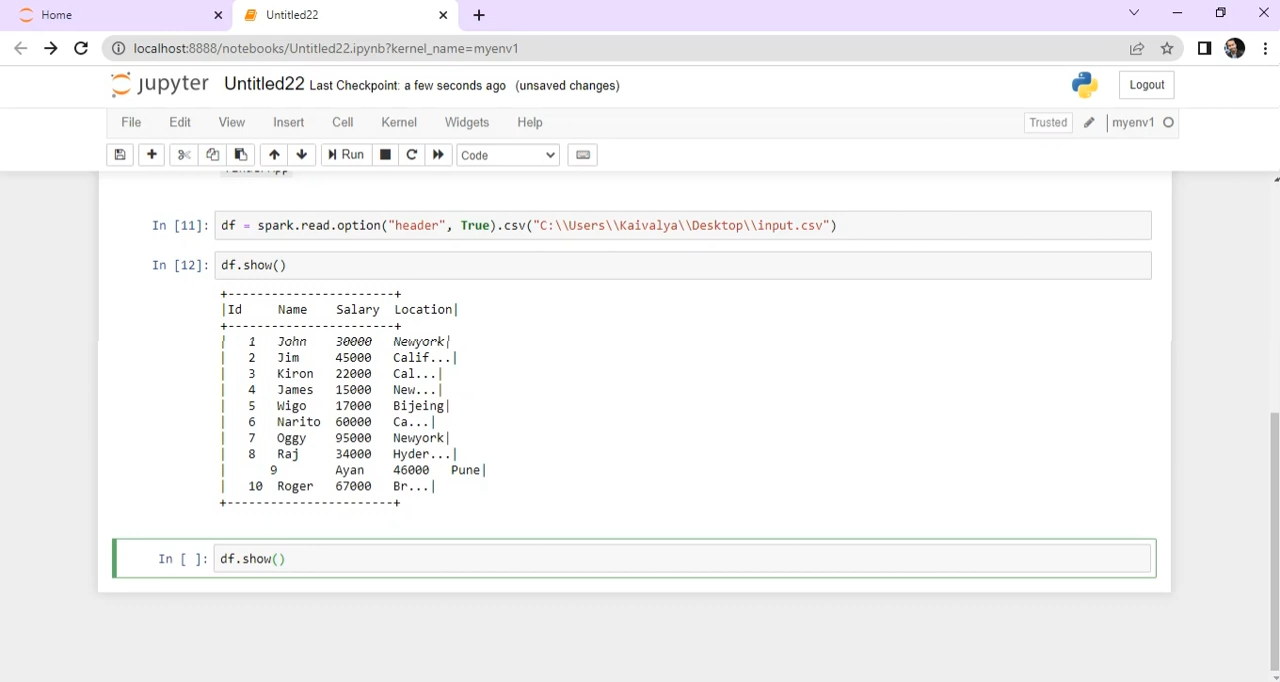 Home
Untitled22
localhost:8888/notebooks/Untitled22.ipynb?kernel_name=myenv1
jupyter Untitled22 Last Checkpoint: a few seconds ago (unsaved changes)
Logout
File Edit View Insert Cell Kernel Widgets Help
Trusted
myenv1
Run
Code
In [11]: df = spark.read.option("header", True).csv("C:\\Users\\Kaivalya\\Desktop\\input.csv")
In [12]: df.show()
+-----------------------+
|Id Name Salary Location|
+-----------------------+
| 1 John 30000 Newyork|
| 2 Jim 45000 Calif...|
| 3 Kiron 22000 Cal...|
| 4 James 15000 New...|
| 5 Wigo 17000 Bijeing|
| 6 Narito 60000 Ca...|
| 7 Oggy 95000 Newyork|
| 8 Raj 34000 Hyder...|
| 9 Ayan 46000 Pune|
| 10 Roger 67000 Br...|
+-----------------------+
In [ ]: df.show()